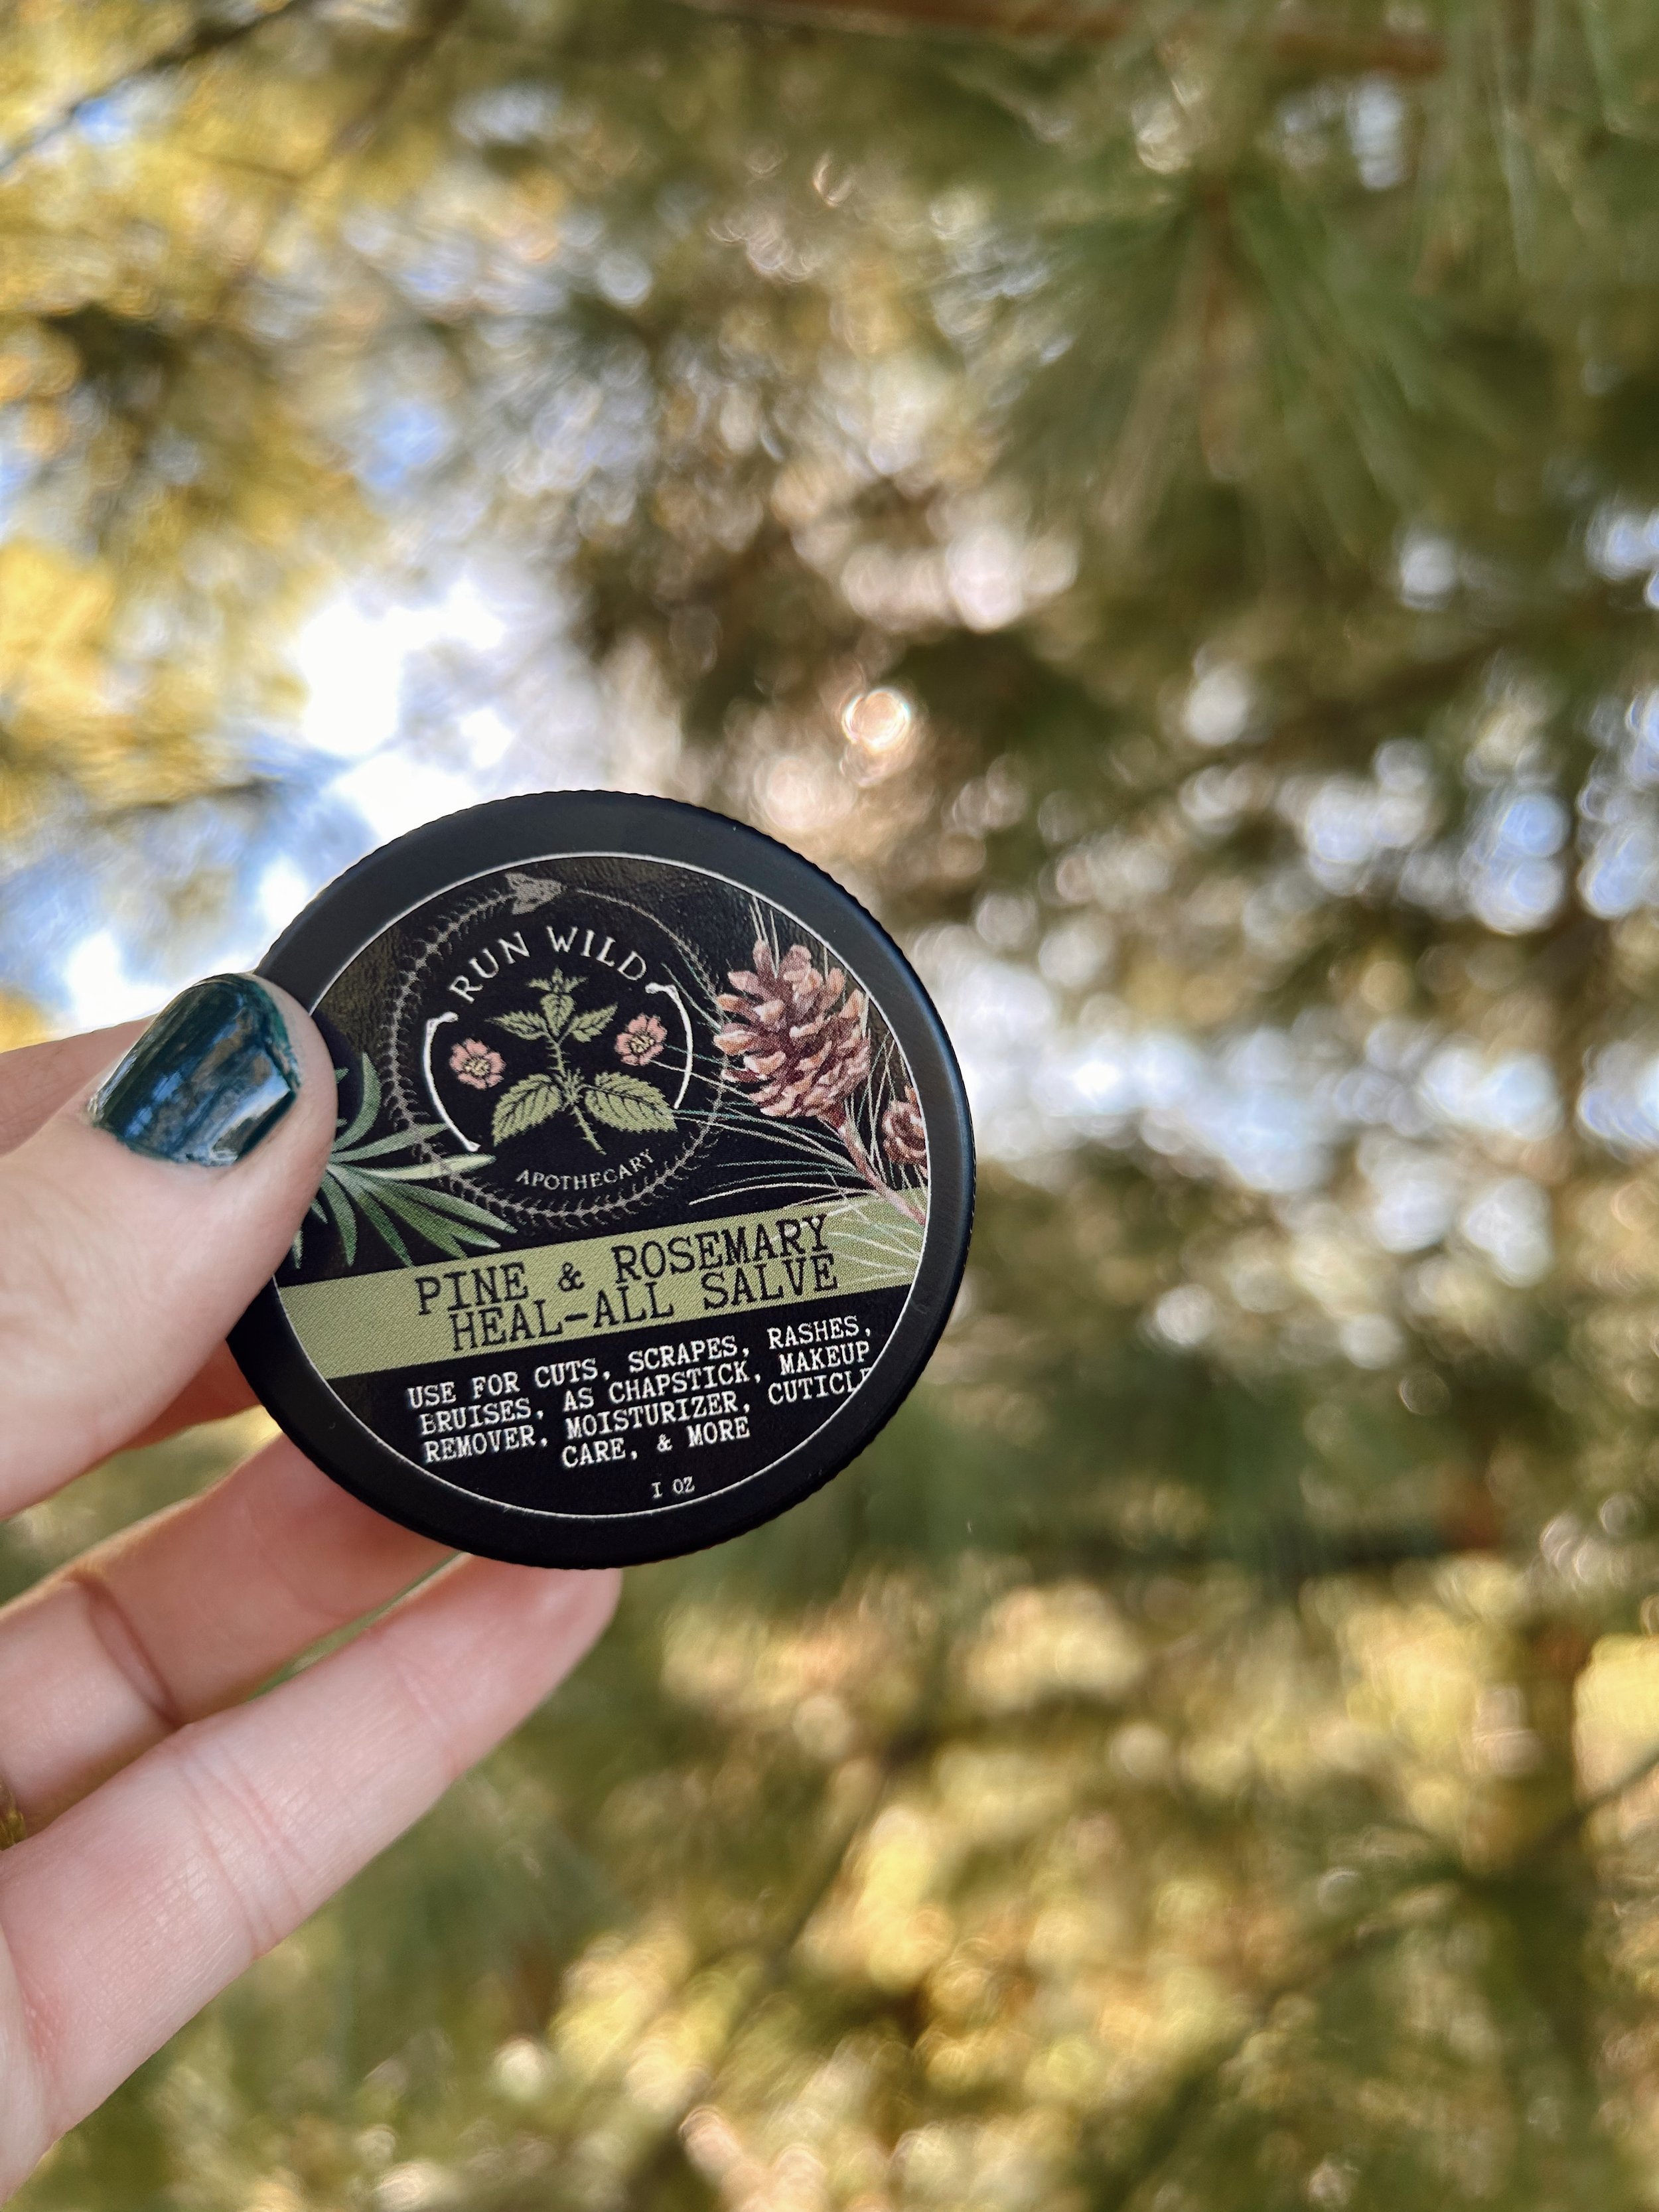 RUN WILD
APOTHECARY
PINE & ROSEMARY
HEAL-ALL SALVE
USE FOR CUTS, SCRAPES, RASHES,
BRUISES, AS CHAPSTICK, MAKEUP
REMOVER, MOISTURIZER, CUTICLE
CARE, & MORE
1 OZ